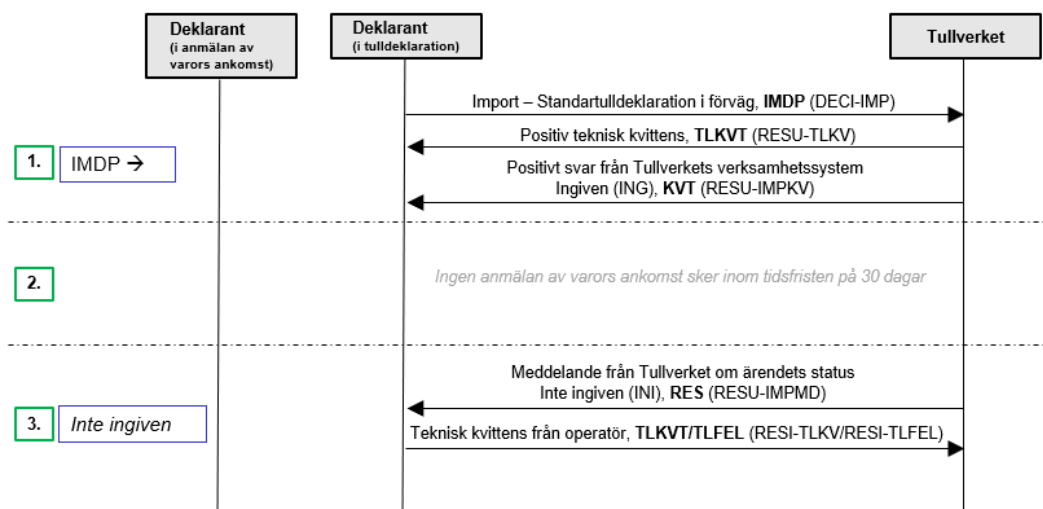 Deklarant
(i anmälan av
varors ankomst)
Deklarant
(i tulldeklaration)
Tullverket
Import – Standartulldeklaration i förväg, IMDP (DECI-IMP)
Positiv teknisk kvittens, TLKVT (RESU-TLKV)
1.
IMDP →
Positivt svar från Tullverkets verksamhetssystem
Ingiven (ING), KVT (RESU-IMPKV)
2.
Ingen anmälan av varors ankomst sker inom tidsfristen på 30 dagar
Meddelande från Tullverket om ärendets status
Inte ingiven (INI), RES (RESU-IMPMD)
3.
Inte ingiven
Teknisk kvittens från operatör, TLKVT/TLFEL (RESI-TLKV/RESI-TLFEL)